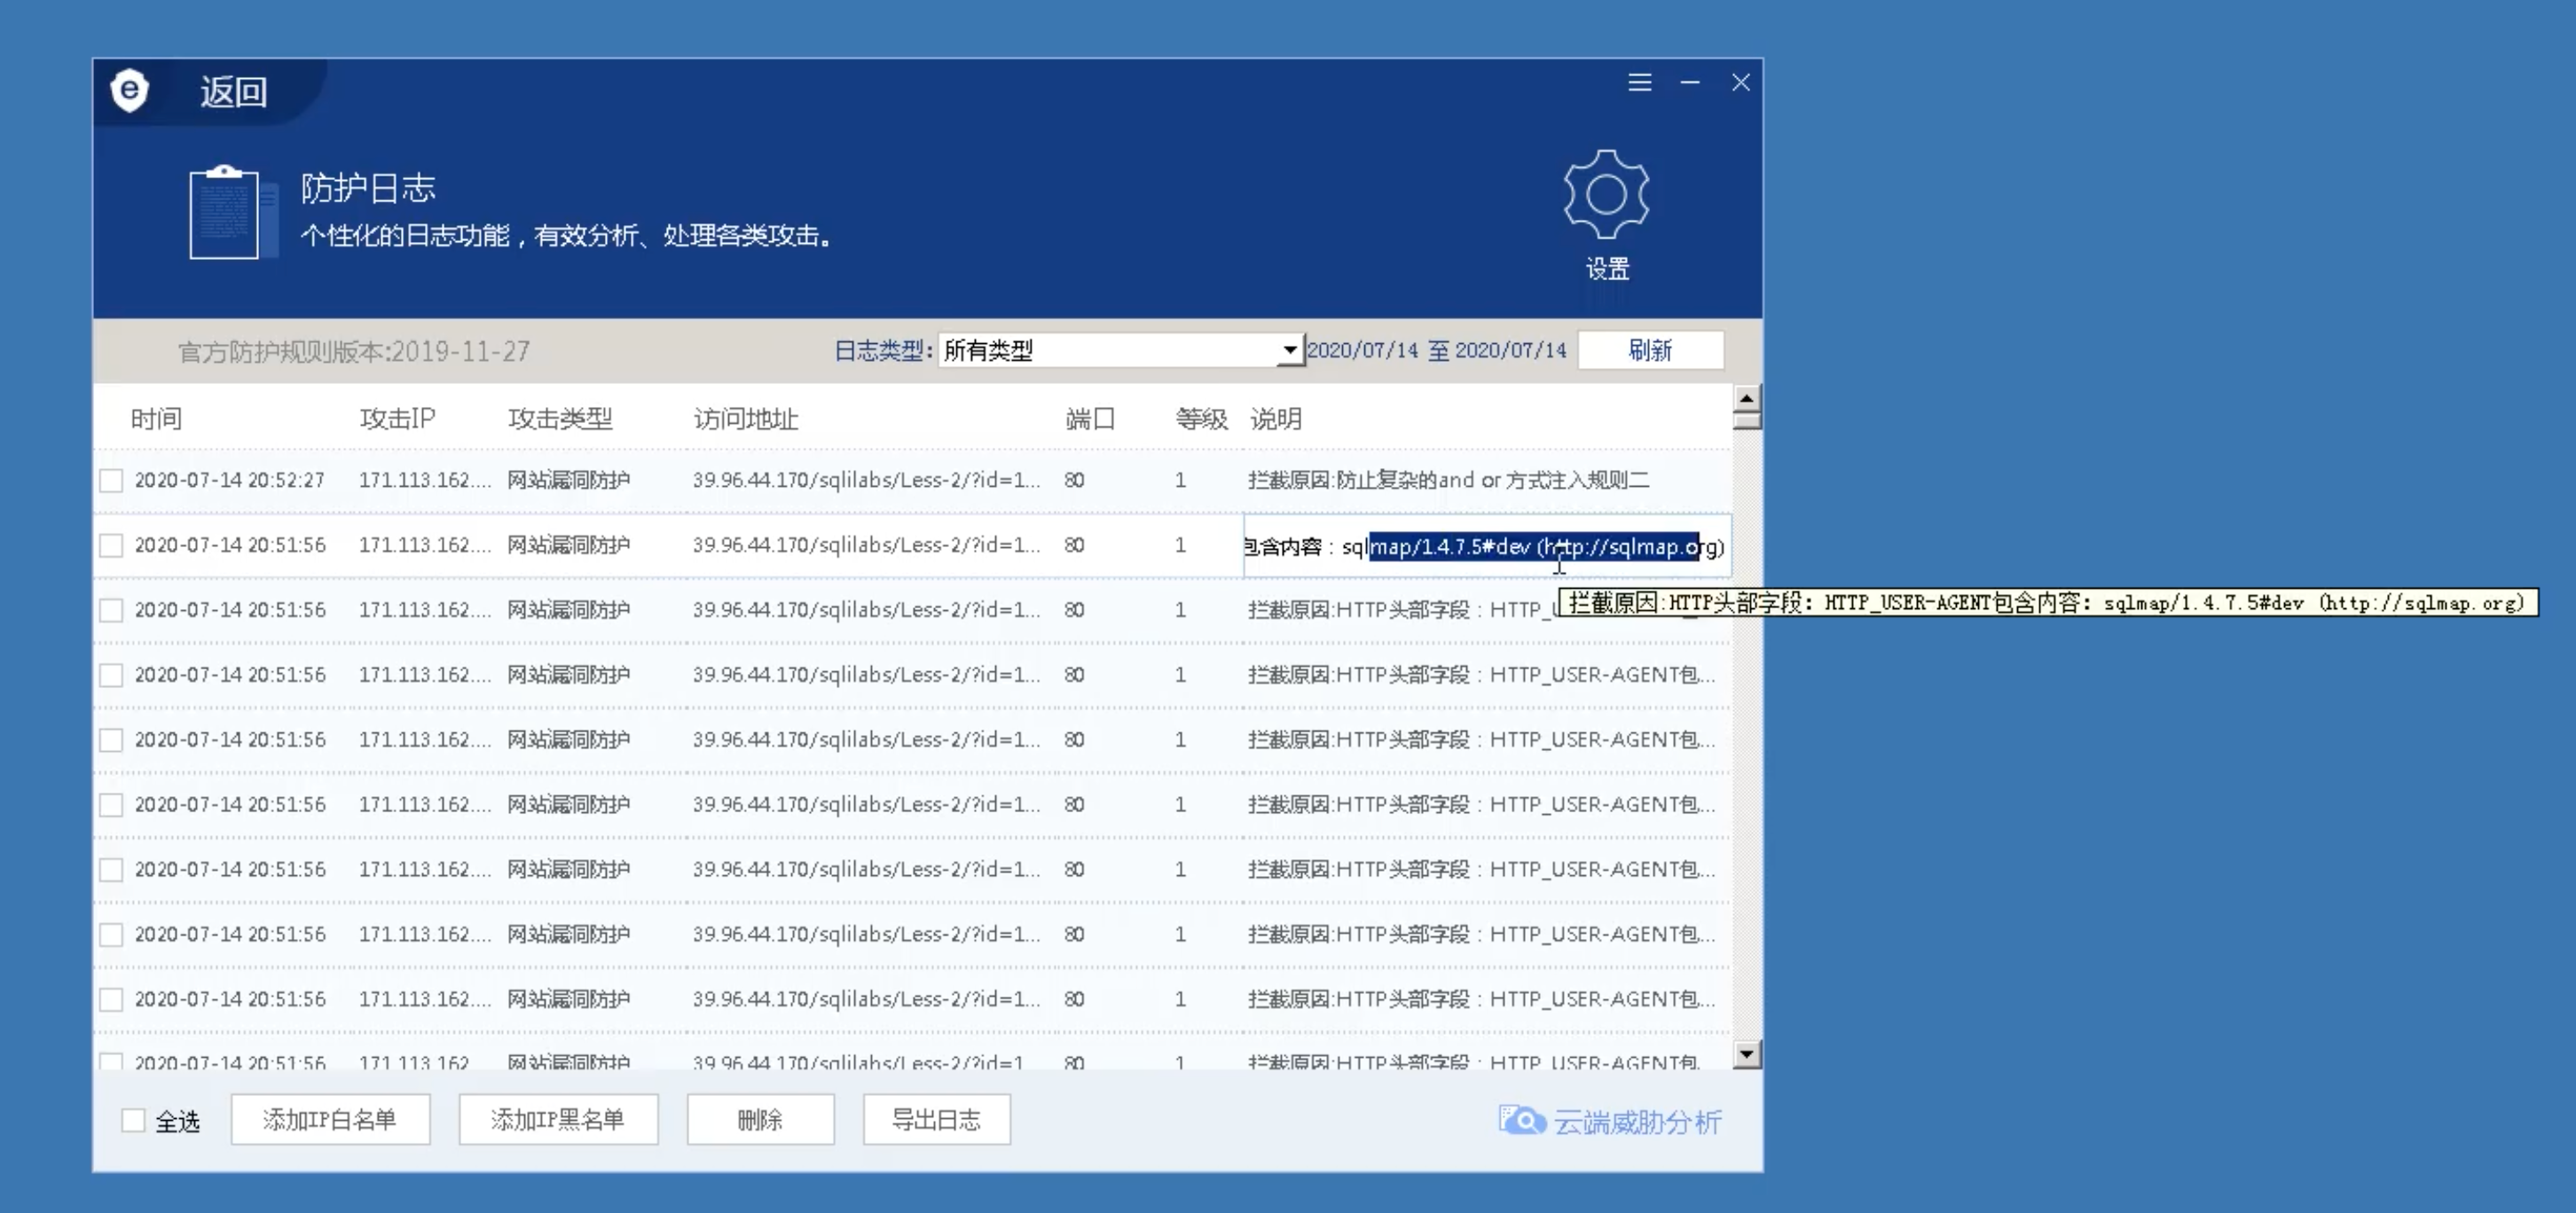 返回
防护日志
个性化的日志功能，有效分析、处理各类攻击。
设置
官方防护规则版本:2019-11-27 日志类型: 所有类型 2020/07/14 至 2020/07/14 刷新
时间 攻击IP 攻击类型 访问地址 端口 等级 说明
2020-07-14 20:52:27 171.113.162.... 网站漏洞防护 39.96.44.170/sqlilabs/Less-2/?id=1... 80 1 拦截原因:防止复杂的and or 方式注入规则二
2020-07-14 20:51:56 171.113.162.... 网站漏洞防护 39.96.44.170/sqlilabs/Less-2/?id=1... 80 1 包含内容：sqlmap/1.4.7.5#dev (http://sqlmap.org)
2020-07-14 20:51:56 171.113.162.... 网站漏洞防护 39.96.44.170/sqlilabs/Less-2/?id=1... 80 1 拦截原因:HTTP头部字段：HTTP_U
拦截原因:HTTP头部字段: HTTP_USER-AGENT包含内容: sqlmap/1.4.7.5#dev (http://sqlmap.org)
2020-07-14 20:51:56 171.113.162.... 网站漏洞防护 39.96.44.170/sqlilabs/Less-2/?id=1... 80 1 拦截原因:HTTP头部字段：HTTP_USER-AGENT包...
2020-07-14 20:51:56 171.113.162.... 网站漏洞防护 39.96.44.170/sqlilabs/Less-2/?id=1... 80 1 拦截原因:HTTP头部字段：HTTP_USER-AGENT包...
2020-07-14 20:51:56 171.113.162.... 网站漏洞防护 39.96.44.170/sqlilabs/Less-2/?id=1... 80 1 拦截原因:HTTP头部字段：HTTP_USER-AGENT包...
2020-07-14 20:51:56 171.113.162.... 网站漏洞防护 39.96.44.170/sqlilabs/Less-2/?id=1... 80 1 拦截原因:HTTP头部字段：HTTP_USER-AGENT包...
2020-07-14 20:51:56 171.113.162.... 网站漏洞防护 39.96.44.170/sqlilabs/Less-2/?id=1... 80 1 拦截原因:HTTP头部字段：HTTP_USER-AGENT包...
2020-07-14 20:51:56 171.113.162.... 网站漏洞防护 39.96.44.170/sqlilabs/Less-2/?id=1... 80 1 拦截原因:HTTP头部字段：HTTP_USER-AGENT包...
2020-07-14 20:51:56 171.113.162 网站漏洞防护 39.96.44.170/sqlilabs/Less-2/?id=1 80 1 拦截原因:HTTP头部字段：HTTP_USER-AGENT包
全选 添加IP白名单 添加IP黑名单 删除 导出日志 云端威胁分析